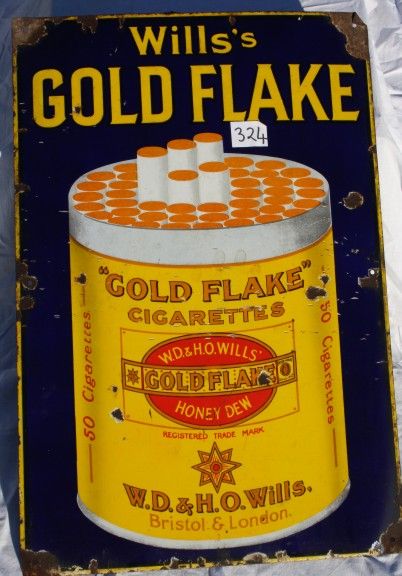 Wills's
GOLD FLAKE
324
"GOLD FLAKE"
CIGARETTES
50 Cigarettes.
50 Cigarettes.
W.D.&H.O.WILLS'
GOLD FLAKE
HONEY DEW
REGISTERED TRADE MARK
W.D.&H.O.Wills.
Bristol & London.